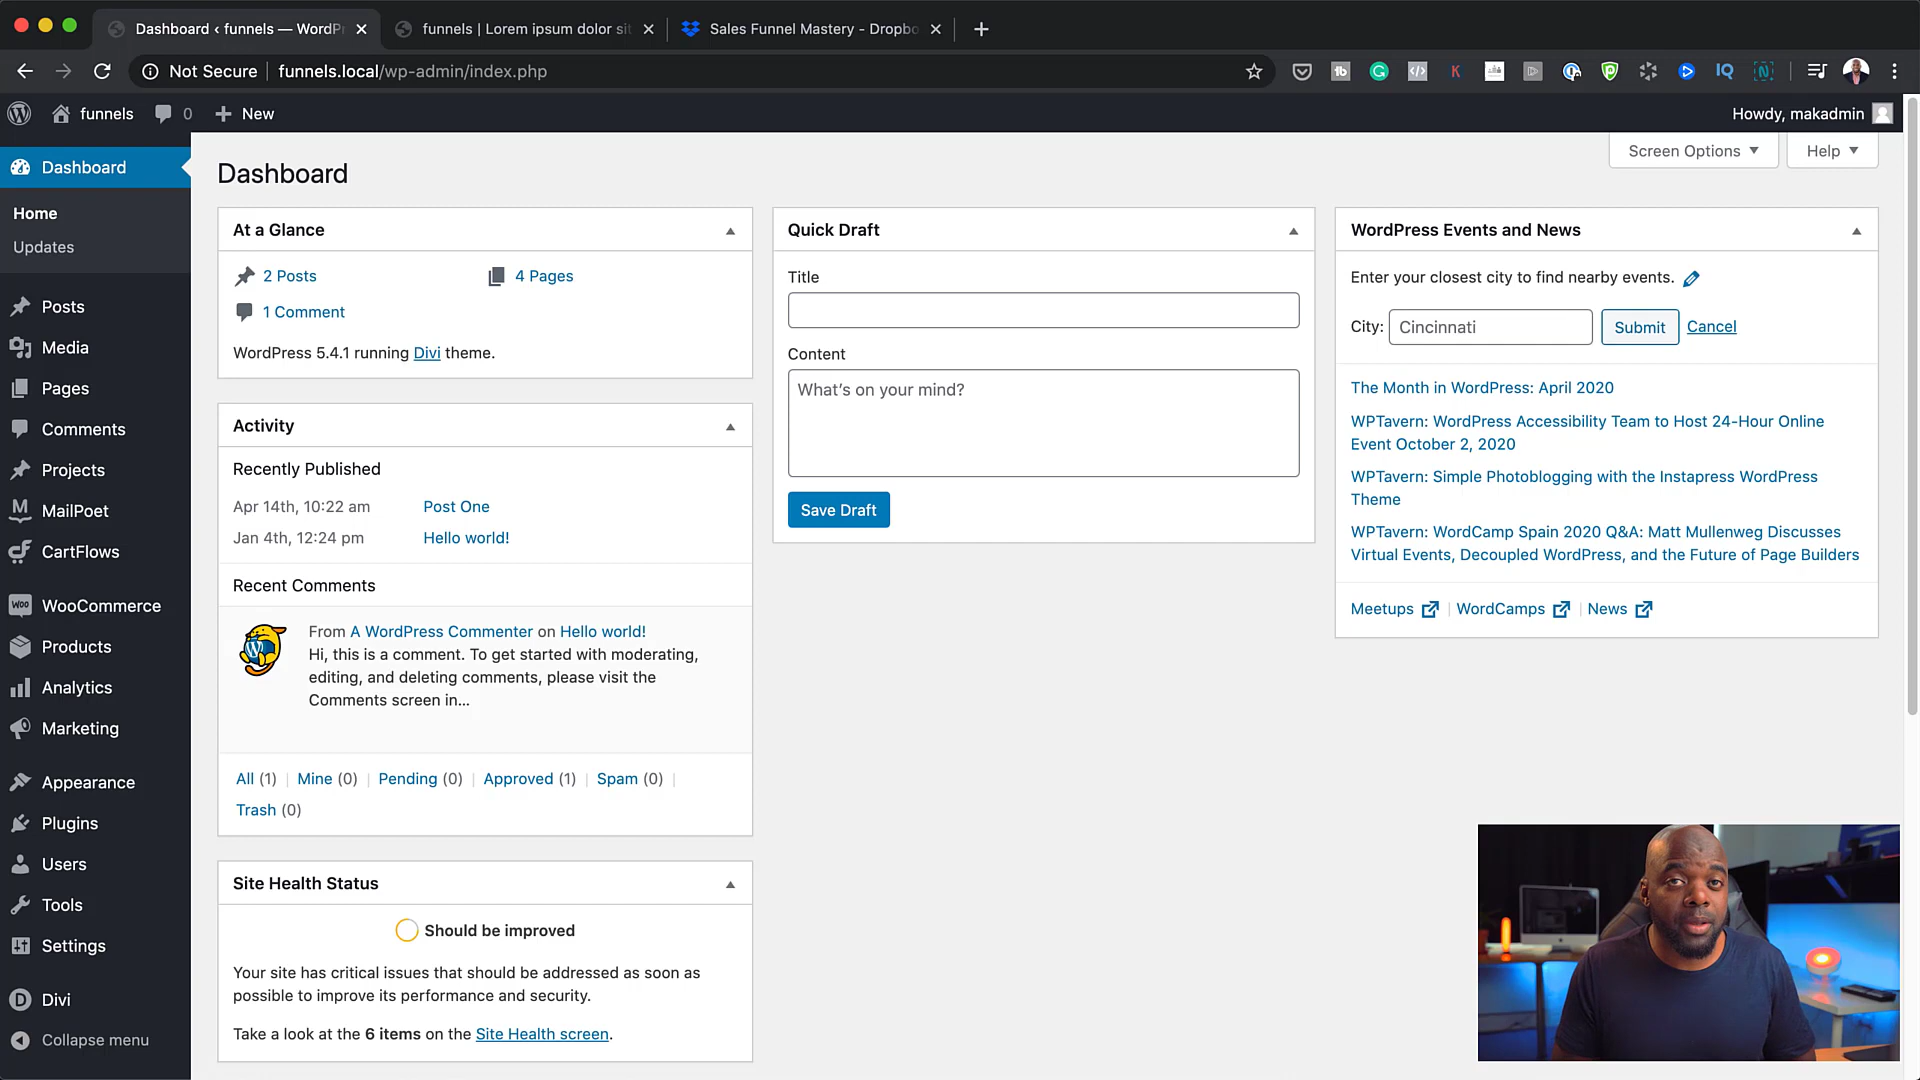 Dashboard ‹ funnels — WordPr
funnels | Lorem ipsum dolor sit
Sales Funnel Mastery - Dropbo
Not Secure
funnels.local/wp-admin/index.php
funnels
0
New
Howdy, makadmin
Dashboard
Home
Updates
Posts
Media
Pages
Comments
Projects
MailPoet
CartFlows
WooCommerce
Products
Analytics
Marketing
Appearance
Plugins
Users
Tools
Settings
Divi
Collapse menu
Screen Options
Help
Dashboard
At a Glance
2 Posts
4 Pages
1 Comment
WordPress 5.4.1 running Divi theme.
Activity
Recently Published
Apr 14th, 10:22 am Post One
Jan 4th, 12:24 pm Hello world!
Recent Comments
From A WordPress Commenter on Hello world!
Hi, this is a comment. To get started with moderating,
editing, and deleting comments, please visit the
Comments screen in…
All (1) | Mine (0) | Pending (0) | Approved (1) | Spam (0) |
Trash (0)
Site Health Status
Should be improved
Your site has critical issues that should be addressed as soon as
possible to improve its performance and security.
Take a look at the 6 items on the Site Health screen.
Quick Draft
Title
Content
What's on your mind?
Save Draft
WordPress Events and News
Enter your closest city to find nearby events.
City: Cincinnati Submit Cancel
The Month in WordPress: April 2020
WPTavern: WordPress Accessibility Team to Host 24-Hour Online
Event October 2, 2020
WPTavern: Simple Photoblogging with the Instapress WordPress
Theme
WPTavern: WordCamp Spain 2020 Q&A: Matt Mullenweg Discusses
Virtual Events, Decoupled WordPress, and the Future of Page Builders
Meetups | WordCamps | News